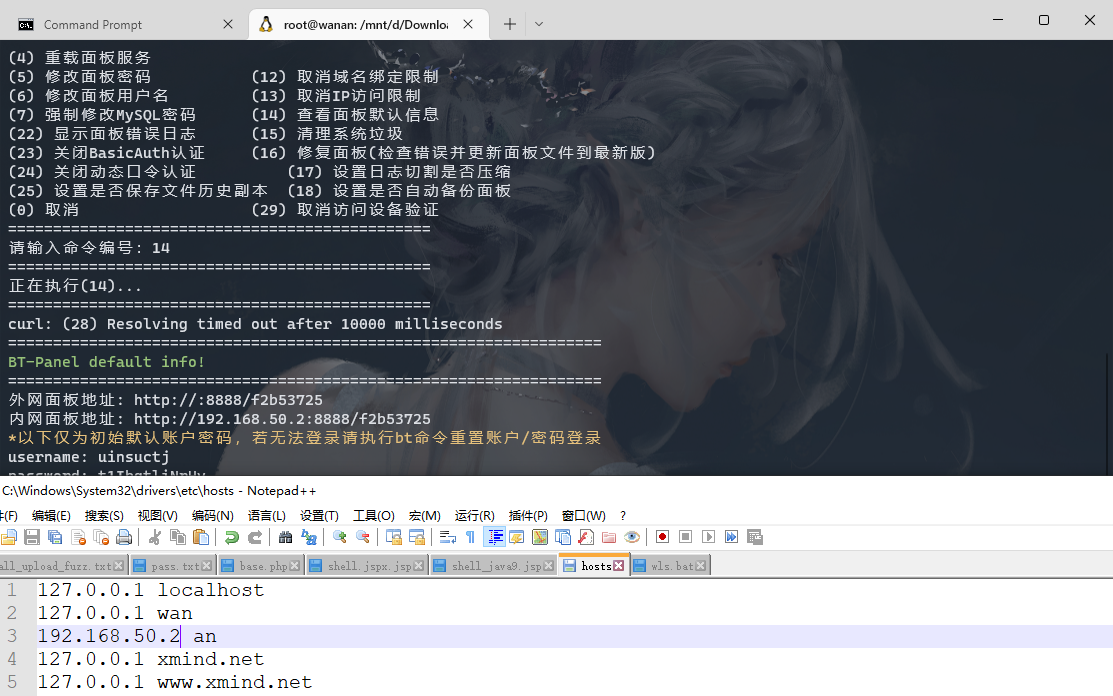 Command Prompt
root@wanan: /mnt/d/Downloa
(4) 重载面板服务
(5) 修改面板密码 (12) 取消域名绑定限制
(6) 修改面板用户名 (13) 取消IP访问限制
(7) 强制修改MySQL密码 (14) 查看面板默认信息
(22) 显示面板错误日志 (15) 清理系统垃圾
(23) 关闭BasicAuth认证 (16) 修复面板(检查错误并更新面板文件到最新版)
(24) 关闭动态口令认证 (17) 设置日志切割是否压缩
(25) 设置是否保存文件历史副本 (18) 设置是否自动备份面板
(0) 取消 (29) 取消访问设备验证
===============================================
请输入命令编号: 14
===============================================
正在执行(14)...
===============================================
curl: (28) Resolving timed out after 10000 milliseconds
==================================================================
BT-Panel default info!
==================================================================
外网面板地址: http://:8888/f2b53725
内网面板地址: http://192.168.50.2:8888/f2b53725
*以下仅为初始默认账户密码，若无法登录请执行bt命令重置账户/密码登录
username: uinsuctj
C:\Windows\System32\drivers\etc\hosts - Notepad++
(F) 编辑(E) 搜索(S) 视图(V) 编码(N) 语言(L) 设置(T) 工具(O) 宏(M) 运行(R) 插件(P) 窗口(W) ?
all_upload_fuzz.txt pass.txt base.php shell.jspx.jsp shell_java9.jsp hosts wls.bat
1 127.0.0.1 localhost
2 127.0.0.1 wan
3 192.168.50.2 an
4 127.0.0.1 xmind.net
5 127.0.0.1 www.xmind.net